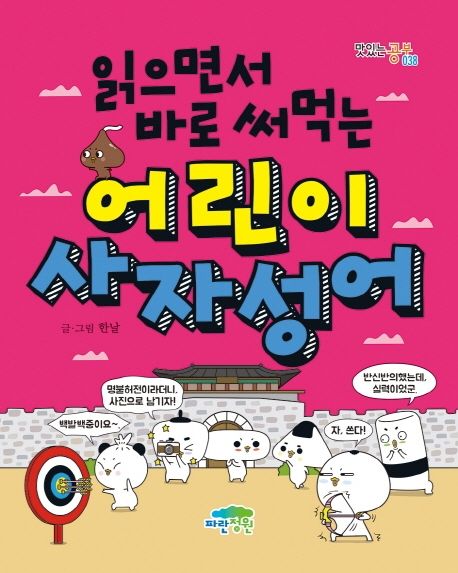 맛있는 공부
038
읽으면서
바로 써먹는
어린이
사자성어
글·그림 한날
명불허전이라더니,
사진으로 남기자!
백발백중이요~
반신반의했는데,
실력이었군.
자, 쏜다!
파란정원